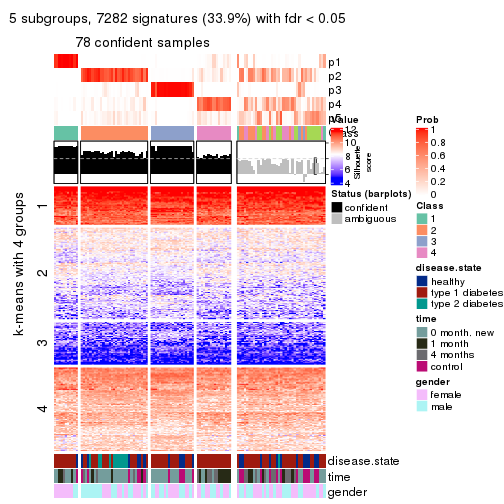 5 subgroups, 7282 signatures (33.9%) with fdr < 0.05
78 confident samples
p1
p2
p3
p4
p5
Class
Value
12
10
8
6
4
Silhouette
score
Status (barplots)
confident
ambiguous
k-means with 4 groups
1
2
3
4
disease.state
time
gender
Prob
1
0.8
0.6
0.4
0.2
0
Class
1
2
3
4
disease.state
healthy
type 1 diabetes
type 2 diabetes
time
0 month. new
1 month
4 months
control
gender
female
male